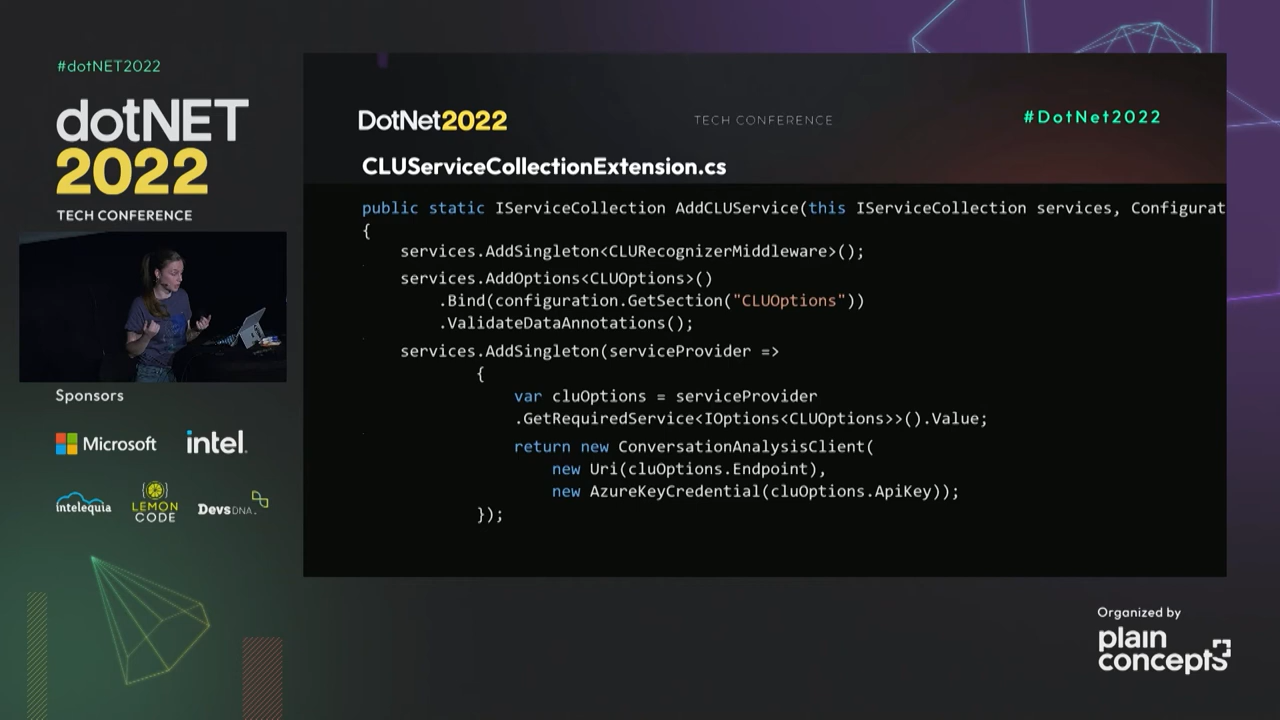 #dotNET2022
dotNET
2022
TECH CONFERENCE
Sponsors
Microsoft
intel.
intelequia
LEMON
CODE
DevsDNA.
DotNet2022
TECH CONFERENCE
#DotNet2022
CLUServiceCollectionExtension.cs
public static IServiceCollection AddCLUService(this IServiceCollection services, Configurat
{
services.AddSingleton<CLURecognizerMiddleware>();
services.AddOptions<CLUOptions>()
.Bind(configuration.GetSection("CLUOptions"))
.ValidateDataAnnotations();
services.AddSingleton(serviceProvider =>
{
var cluOptions = serviceProvider
.GetRequiredService<IOptions<CLUOptions>>().Value;
return new ConversationAnalysisClient(
new Uri(cluOptions.Endpoint),
new AzureKeyCredential(cluOptions.ApiKey));
});
Organized by
plain
concepts